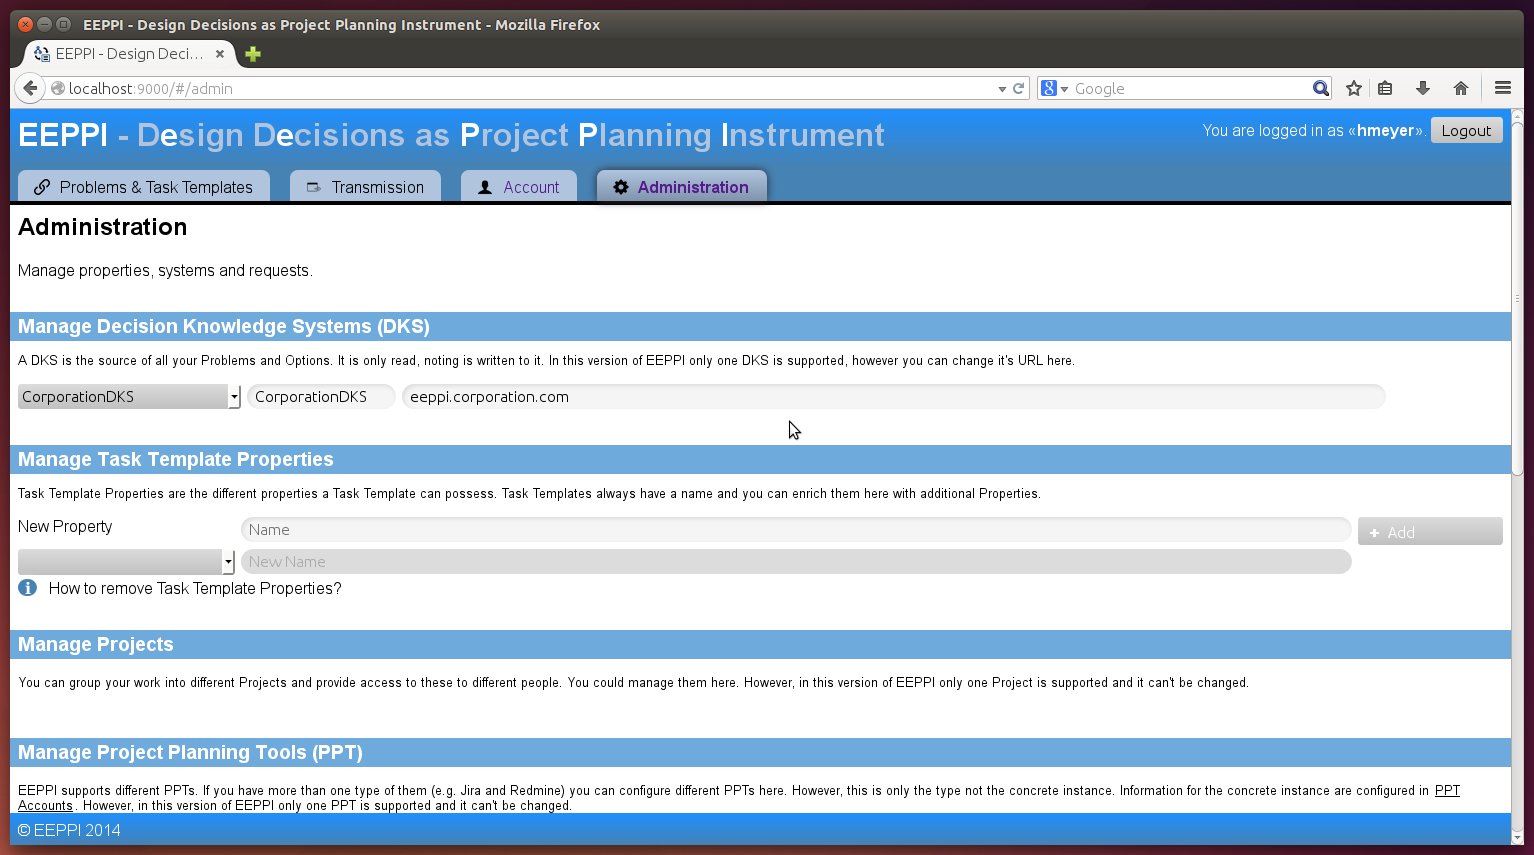 EEPPI - Design Decisions as Project Planning Instrument - Mozilla Firefox
EEPPI - Design Deci...
localhost:9000/#/admin
Google
EEPPI - Design Decisions as Project Planning Instrument
You are logged in as «hmeyer». Logout
Problems & Task Templates
Transmission
Account
Administration
Administration
Manage properties, systems and requests.
Manage Decision Knowledge Systems (DKS)
A DKS is the source of all your Problems and Options. It is only read, noting is written to it. In this version of EEPPI only one DKS is supported, however you can change it's URL here.
CorporationDKS
CorporationDKS
eeppi.corporation.com
Manage Task Template Properties
Task Template Properties are the different properties a Task Template can possess. Task Templates always have a name and you can enrich them here with additional Properties.
New Property
Name
+ Add
New Name
How to remove Task Template Properties?
Manage Projects
You can group your work into different Projects and provide access to these to different people. You could manage them here. However, in this version of EEPPI only one Project is supported and it can't be changed.
Manage Project Planning Tools (PPT)
EEPPI supports different PPTs. If you have more than one type of them (e.g. Jira and Redmine) you can configure different PPTs here. However, this is only the type not the concrete instance. Information for the concrete instance are configured in PPT
Accounts. However, in this version of EEPPI only one PPT is supported and it can't be changed.
© EEPPI 2014